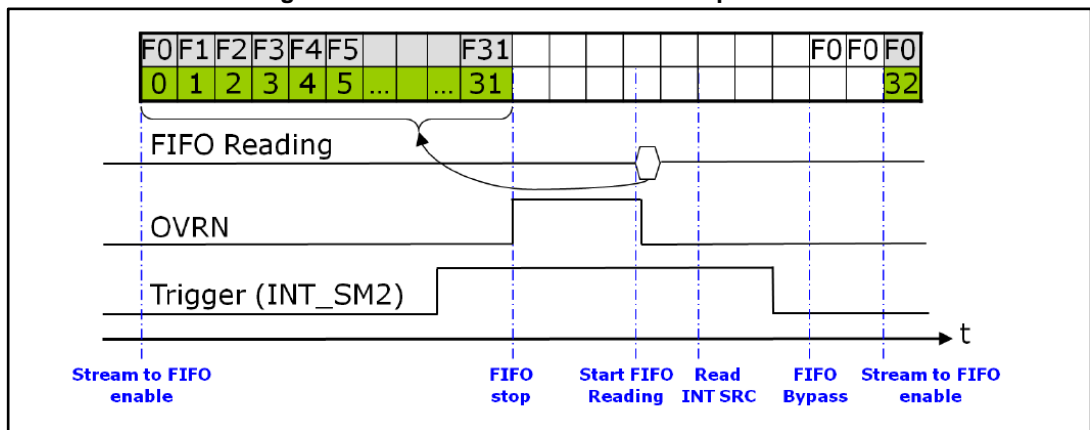 F0 F1 F2 F3 F4 F5 F31 F0 F0 F0
0 1 2 3 4 5 ... ... 31 32
FIFO Reading
OVRN
Trigger (INT_SM2)
t
Stream to FIFO enable
FIFO stop
Start FIFO Reading
Read INT SRC
FIFO Bypass
Stream to FIFO enable